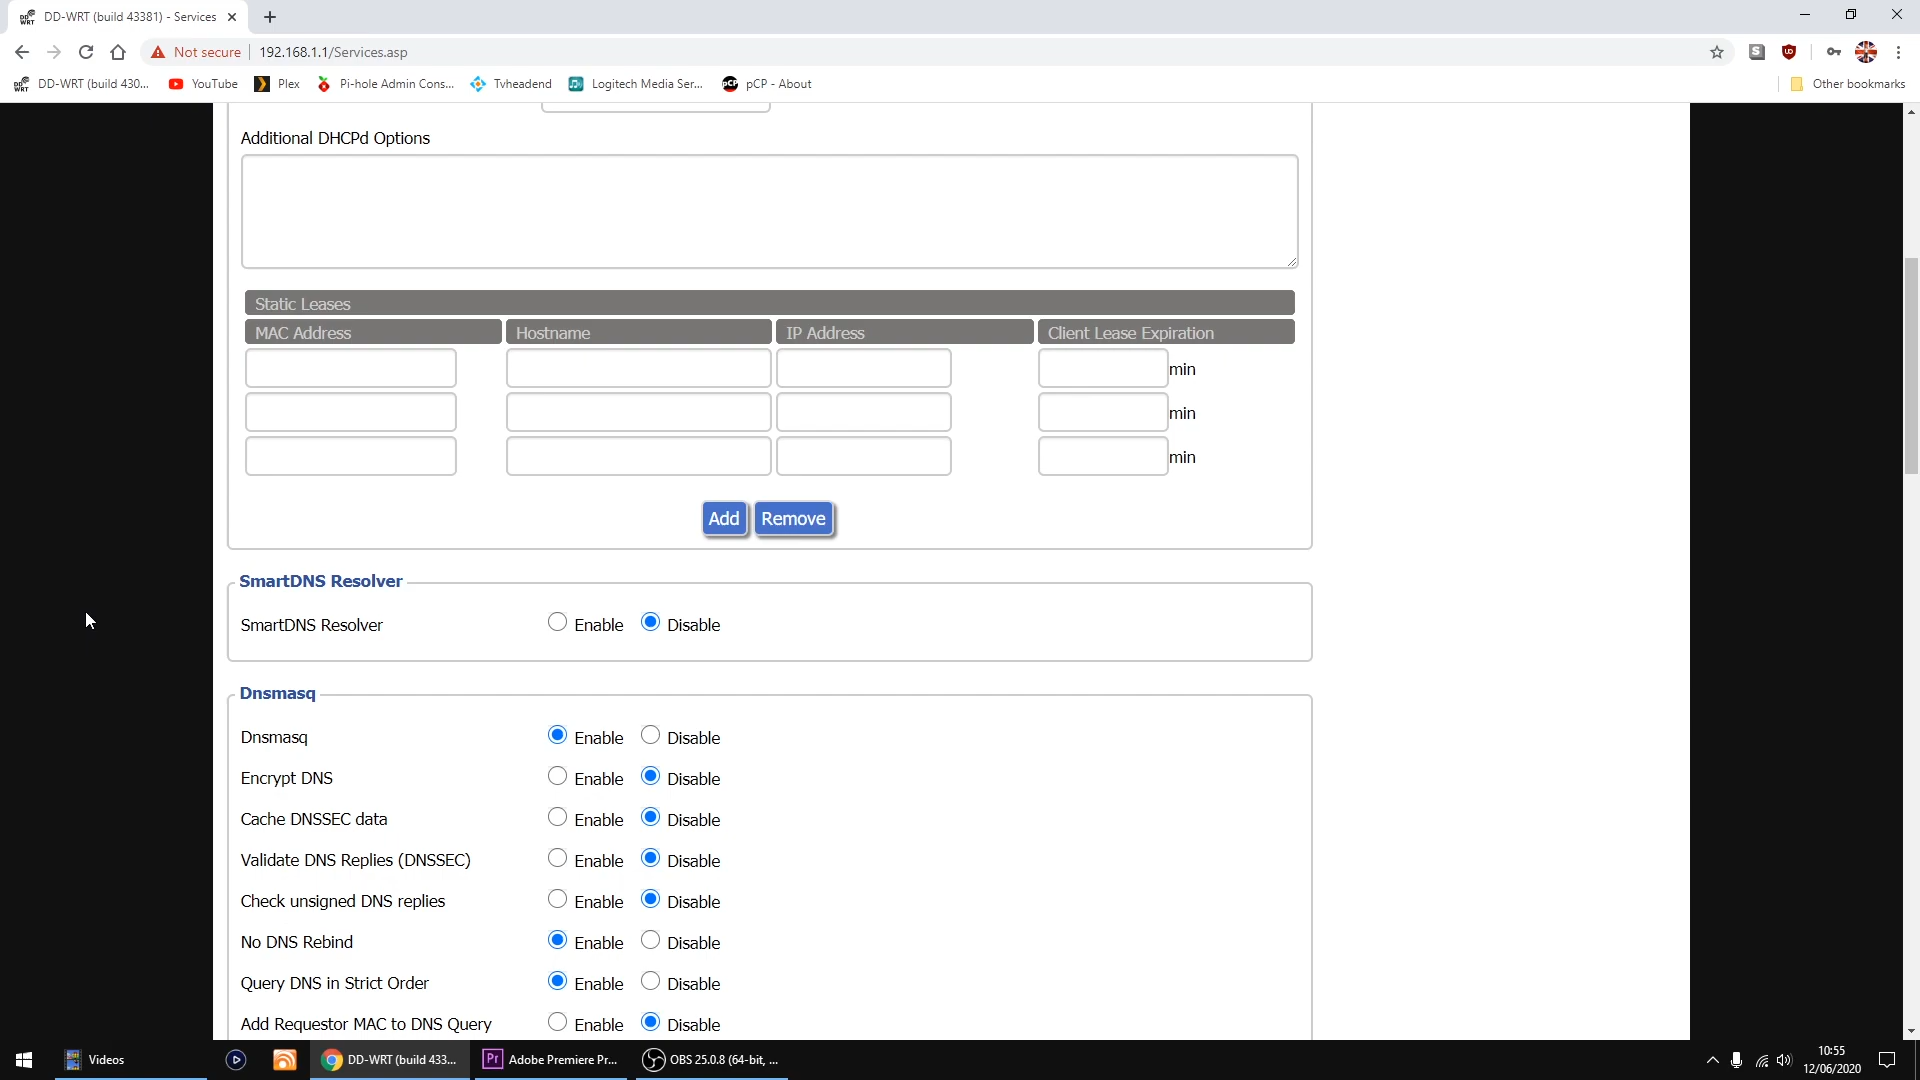 DD-WRT (build 43381) - Services
Not secure
192.168.1.1/Services.asp
DD-WRT (build 430...
YouTube
Plex
Pi-hole Admin Cons...
Tvheadend
Logitech Media Ser...
pCP - About
Other bookmarks
Additional DHCPd Options
Static Leases
MAC Address Hostname IP Address Client Lease Expiration
min
min
min
Add Remove
SmartDNS Resolver
SmartDNS Resolver Enable Disable
Dnsmasq
Dnsmasq Enable Disable
Encrypt DNS Enable Disable
Cache DNSSEC data Enable Disable
Validate DNS Replies (DNSSEC) Enable Disable
Check unsigned DNS replies Enable Disable
No DNS Rebind Enable Disable
Query DNS in Strict Order Enable Disable
Add Requestor MAC to DNS Query Enable Disable
Videos
DD-WRT (build 433...
Pr
Adobe Premiere Pr...
OBS 25.0.8 (64-bit, ...
10:55
12/06/2020